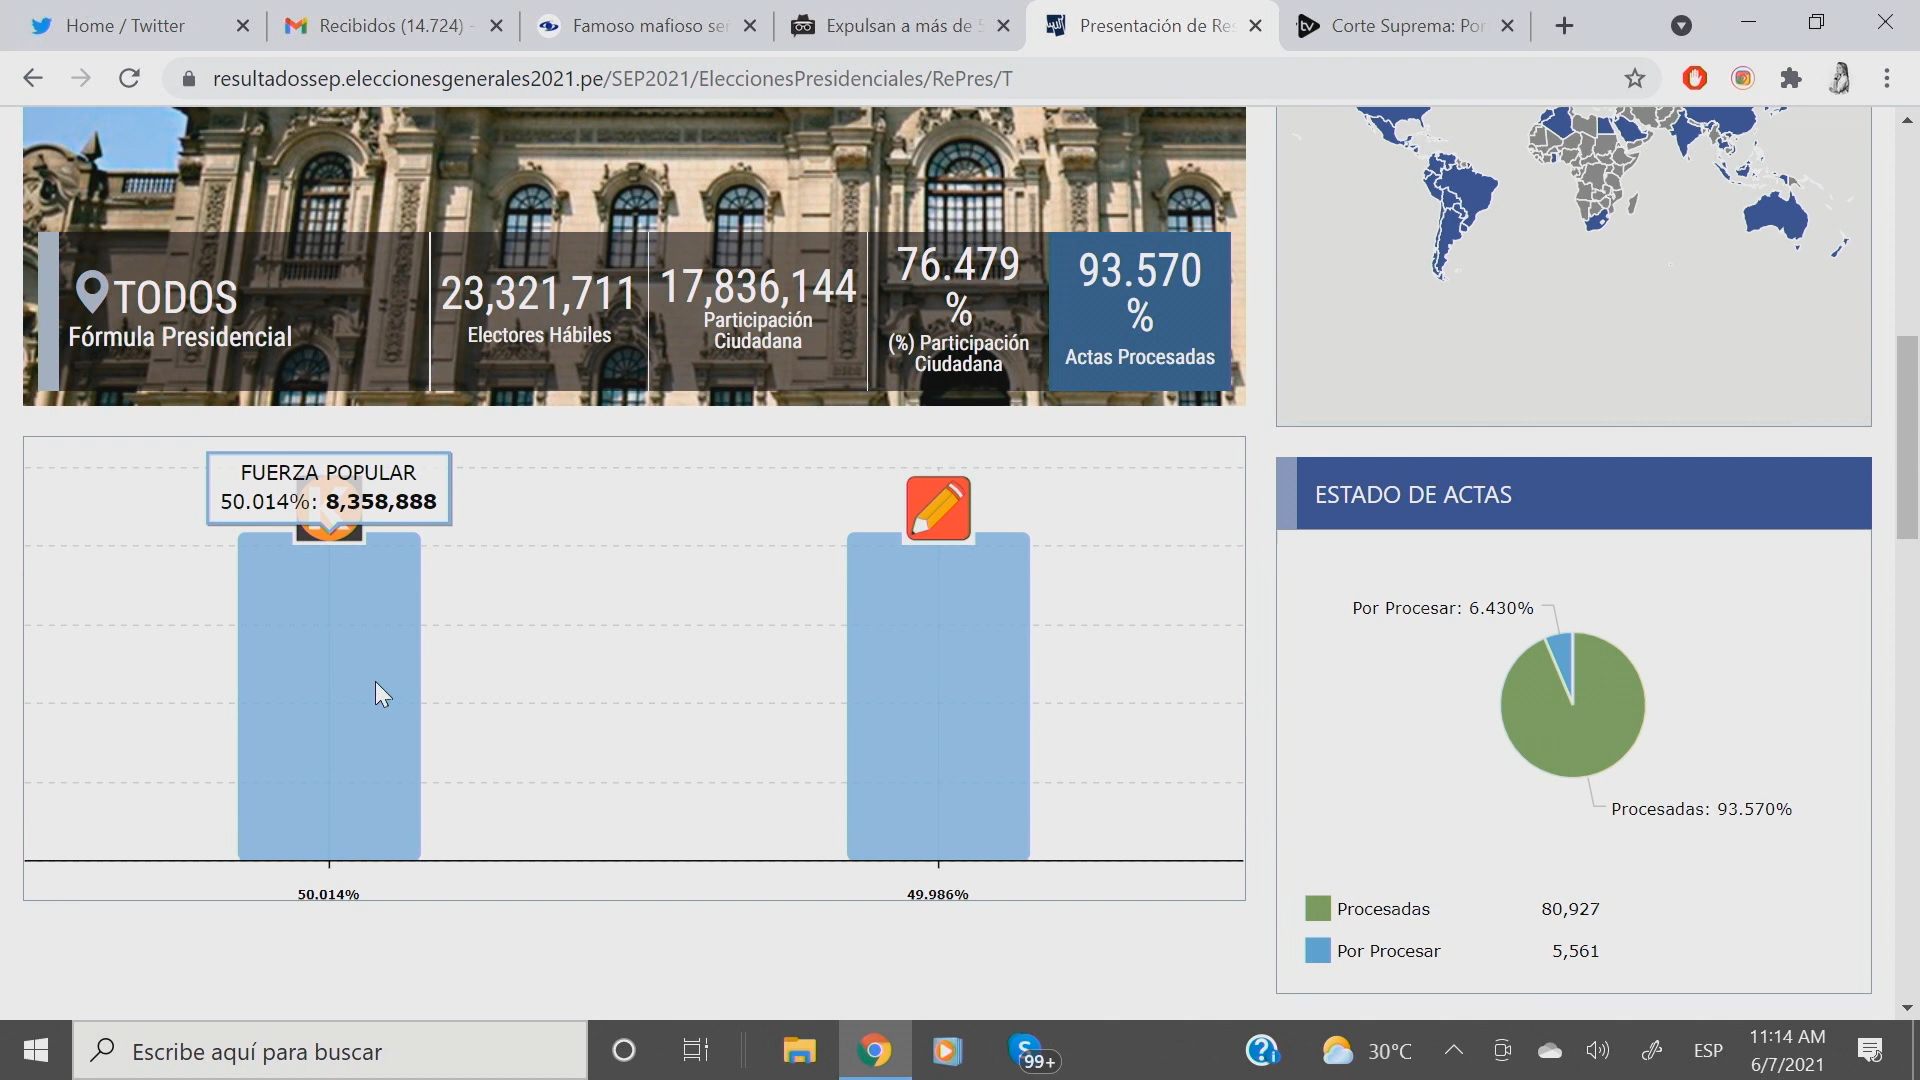 Home / Twitter
Recibidos (14.724) -
Famoso mafioso ser
Expulsan a más de 5
Presentación de Re
Corte Suprema: Por
resultadossep.eleccionesgenerales2021.pe/SEP2021/EleccionesPresidenciales/RePres/T
TODOS
Fórmula Presidencial
23,321,711
Electores Hábiles
17,836,144
Participación
Ciudadana
76.479
%
(%) Participación
Ciudadana
93.570
%
Actas Procesadas
FUERZA POPULAR
50.014%: 8,358,888
50.014%
49.986%
ESTADO DE ACTAS
Por Procesar: 6.430%
Procesadas: 93.570%
Procesadas 80,927
Por Procesar 5,561
Escribe aquí para buscar
99+
30°C
ESP
11:14 AM
6/7/2021